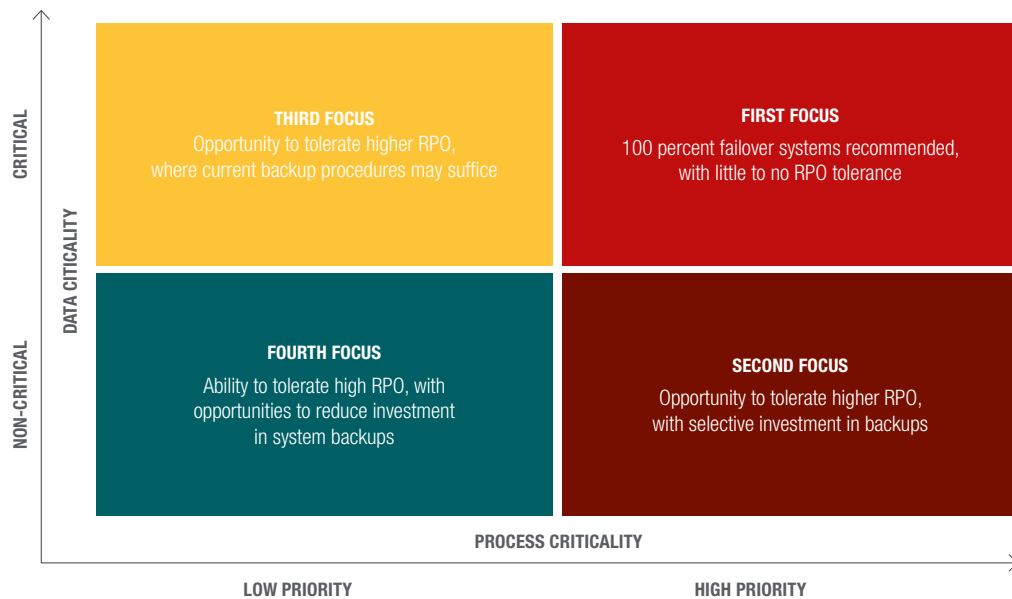 CRITICAL
NON-CRITICAL
DATA CITICALITY
THIRD FOCUS
Opportunity to tolerate higher RPO,
where current backup procedures may suffice
FIRST FOCUS
100 percent failover systems recommended,
with little to no RPO tolerance
FOURTH FOCUS
Ability to tolerate high RPO, with
opportunities to reduce investment
in system backups
SECOND FOCUS
Opportunity to tolerate higher RPO,
with selective investment in backups
PROCESS CRITICALITY
LOW PRIORITY
HIGH PRIORITY